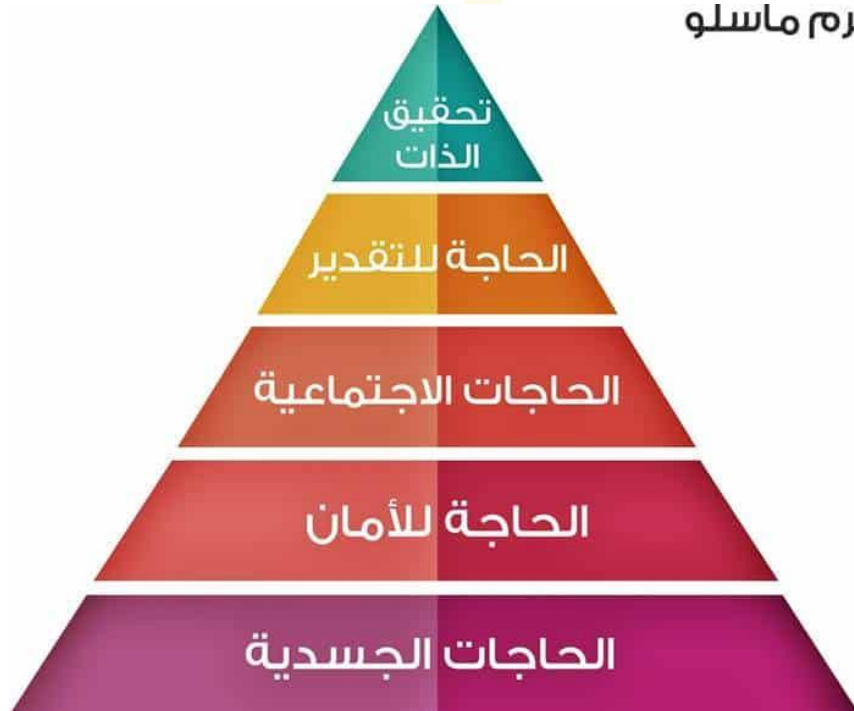 رم ماسلو
تحقيق
الذات
الحاجة للتقدير
الحاجات الاجتماعية
الحاجة للأمان
الحاجات الجسدية